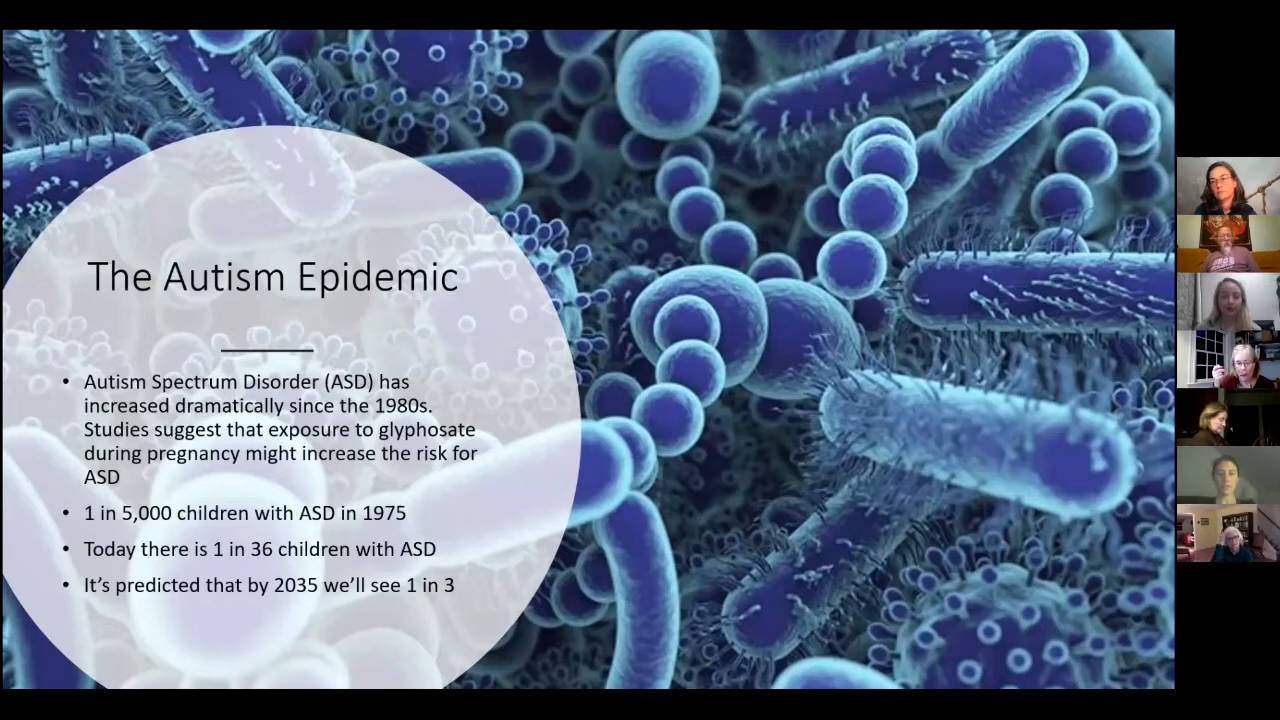 The Autism Epidemic
• Autism Spectrum Disorder (ASD) has
increased dramatically since the 1980s.
Studies suggest that exposure to glyphosate
during pregnancy might increase the risk for
ASD
• 1 in 5,000 children with ASD in 1975
• Today there is 1 in 36 children with ASD
• It’s predicted that by 2035 we’ll see 1 in 3